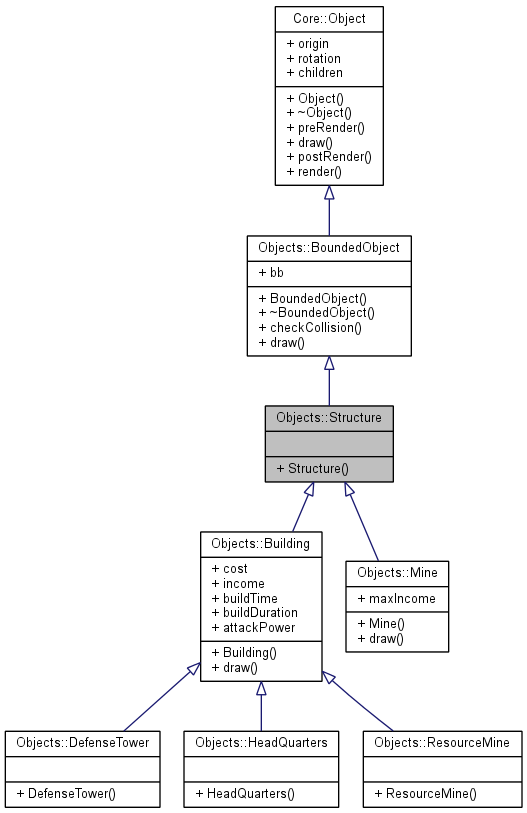 Core::Object
+ origin
+ rotation
+ children
+ Object()
+ ~Object()
+ preRender()
+ draw()
+ postRender()
+ render()
Objects::BoundedObject
+ bb
+ BoundedObject()
+ ~BoundedObject()
+ checkCollision()
+ draw()
Objects::Structure
+ Structure()
Objects::Building
+ cost
+ income
+ buildTime
+ buildDuration
+ attackPower
+ Building()
+ draw()
Objects::Mine
+ maxIncome
+ Mine()
+ draw()
Objects::DefenseTower
+ DefenseTower()
Objects::HeadQuarters
+ HeadQuarters()
Objects::ResourceMine
+ ResourceMine()